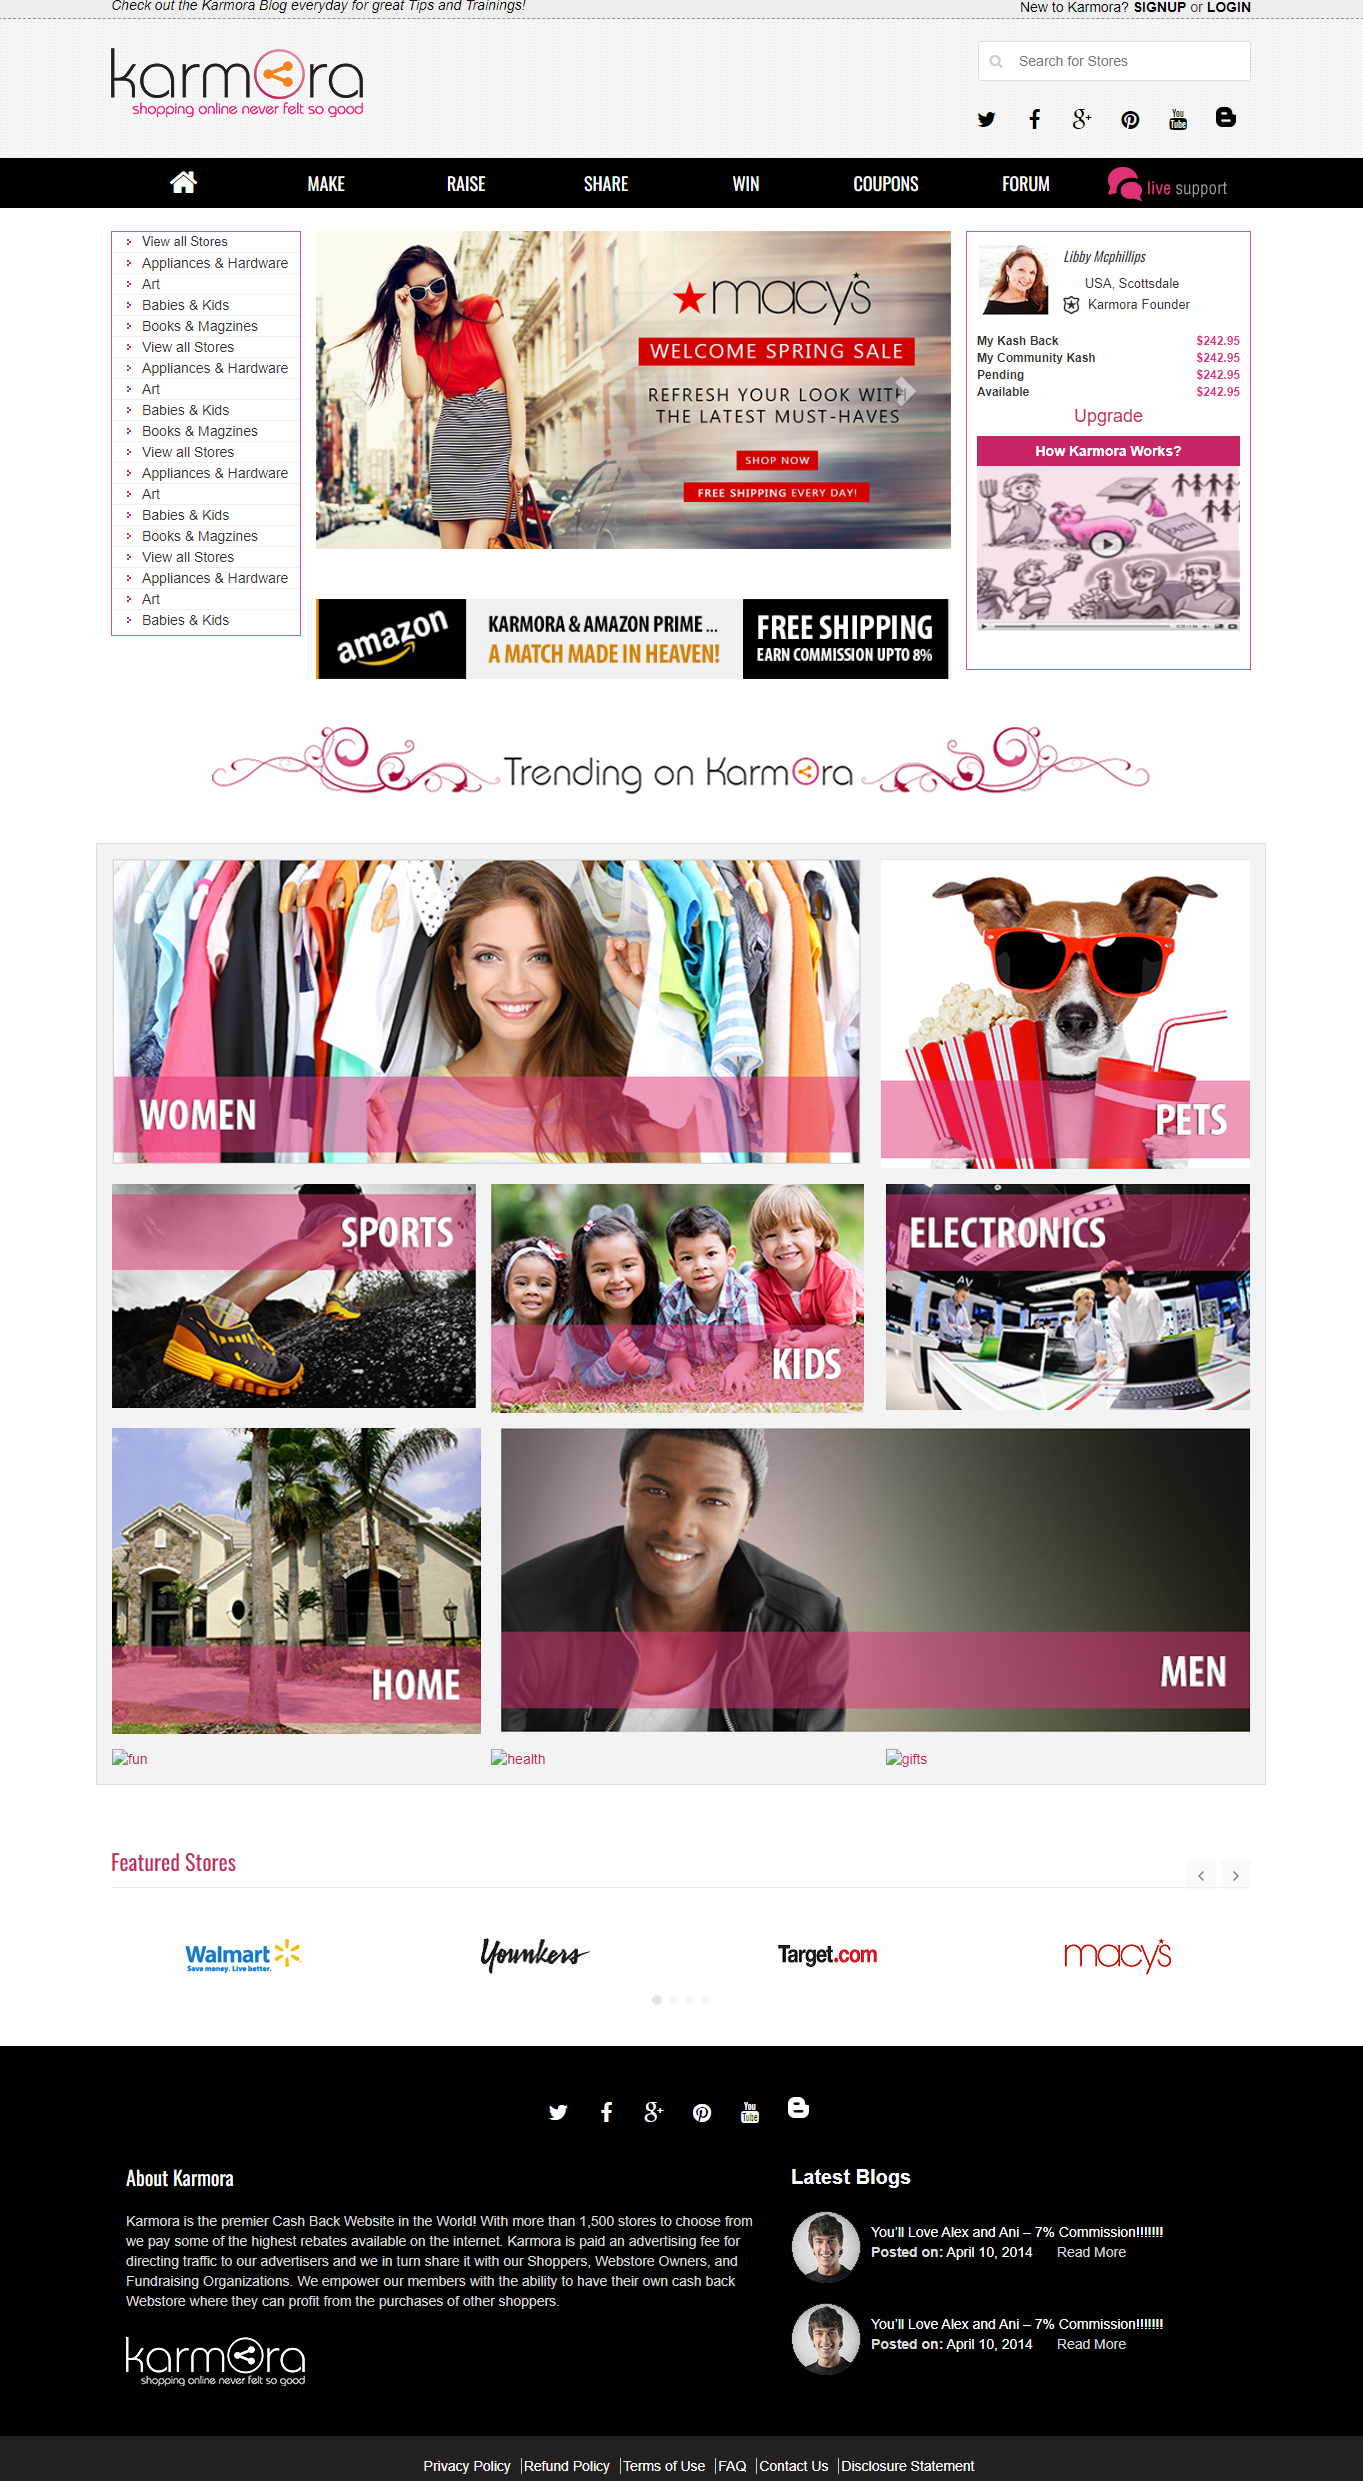 Check out the Karmora Blog everyday for great Tips and Trainings!
New to Karmora? SIGNUP or LOGIN
karmora
shopping online never felt so good
Search for Stores
You Tube
MAKE RAISE SHARE WIN COUPONS FORUM live support
View all Stores
Appliances & Hardware
Art
Babies & Kids
Books & Magzines
View all Stores
Appliances & Hardware
Art
Babies & Kids
Books & Magzines
View all Stores
Appliances & Hardware
Art
Babies & Kids
Books & Magzines
View all Stores
Appliances & Hardware
Art
Babies & Kids
macy's
WELCOME SPRING SALE
REFRESH YOUR LOOK WITH
THE LATEST MUST-HAVES
SHOP NOW
FREE SHIPPING EVERY DAY!
amazon
KARMORA & AMAZON PRIME ...
A MATCH MADE IN HEAVEN!
FREE SHIPPING
EARN COMMISSION UPTO 8%
Libby Mcphillips
USA, Scottsdale
Karmora Founder
My Kash Back $242.95
My Community Kash $242.95
Pending $242.95
Available $242.95
Upgrade
How Karmora Works?
FAITH
Trending on Karmora
WOMEN
PETS
SPORTS
KIDS
ELECTRONICS
HOME
MEN
fun
health
gifts
Featured Stores
Walmart
Save money. Live better.
Younkers
Target.com
macy's
You Tube
About Karmora
Karmora is the premier Cash Back Website in the World! With more than 1,500 stores to choose from
we pay some of the highest rebates available on the internet. Karmora is paid an advertising fee for
directing traffic to our advertisers and we in turn share it with our Shoppers, Webstore Owners, and
Fundraising Organizations. We empower our members with the ability to have their own cash back
Webstore where they can profit from the purchases of other shoppers.
karmora
shopping online never felt so good
Latest Blogs
You'll Love Alex and Ani – 7% Commission!!!!!!!
Posted on: April 10, 2014 Read More
You'll Love Alex and Ani – 7% Commission!!!!!!!
Posted on: April 10, 2014 Read More
Privacy Policy |Refund Policy |Terms of Use |FAQ |Contact Us |Disclosure Statement